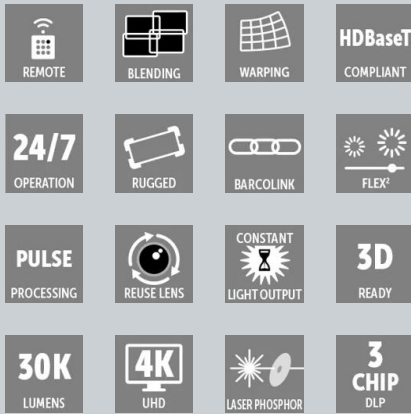 REMOTE
BLENDING
WARPING
HDBaseT
COMPLIANT
24/7
OPERATION
RUGGED
BARCOLINK
FLEX²
PULSE
PROCESSING
REUSE LENS
CONSTANT
LIGHT OUTPUT
3D
READY
30K
LUMENS
4K
UHD
LASER PHOSPHOR
3
CHIP
DLP